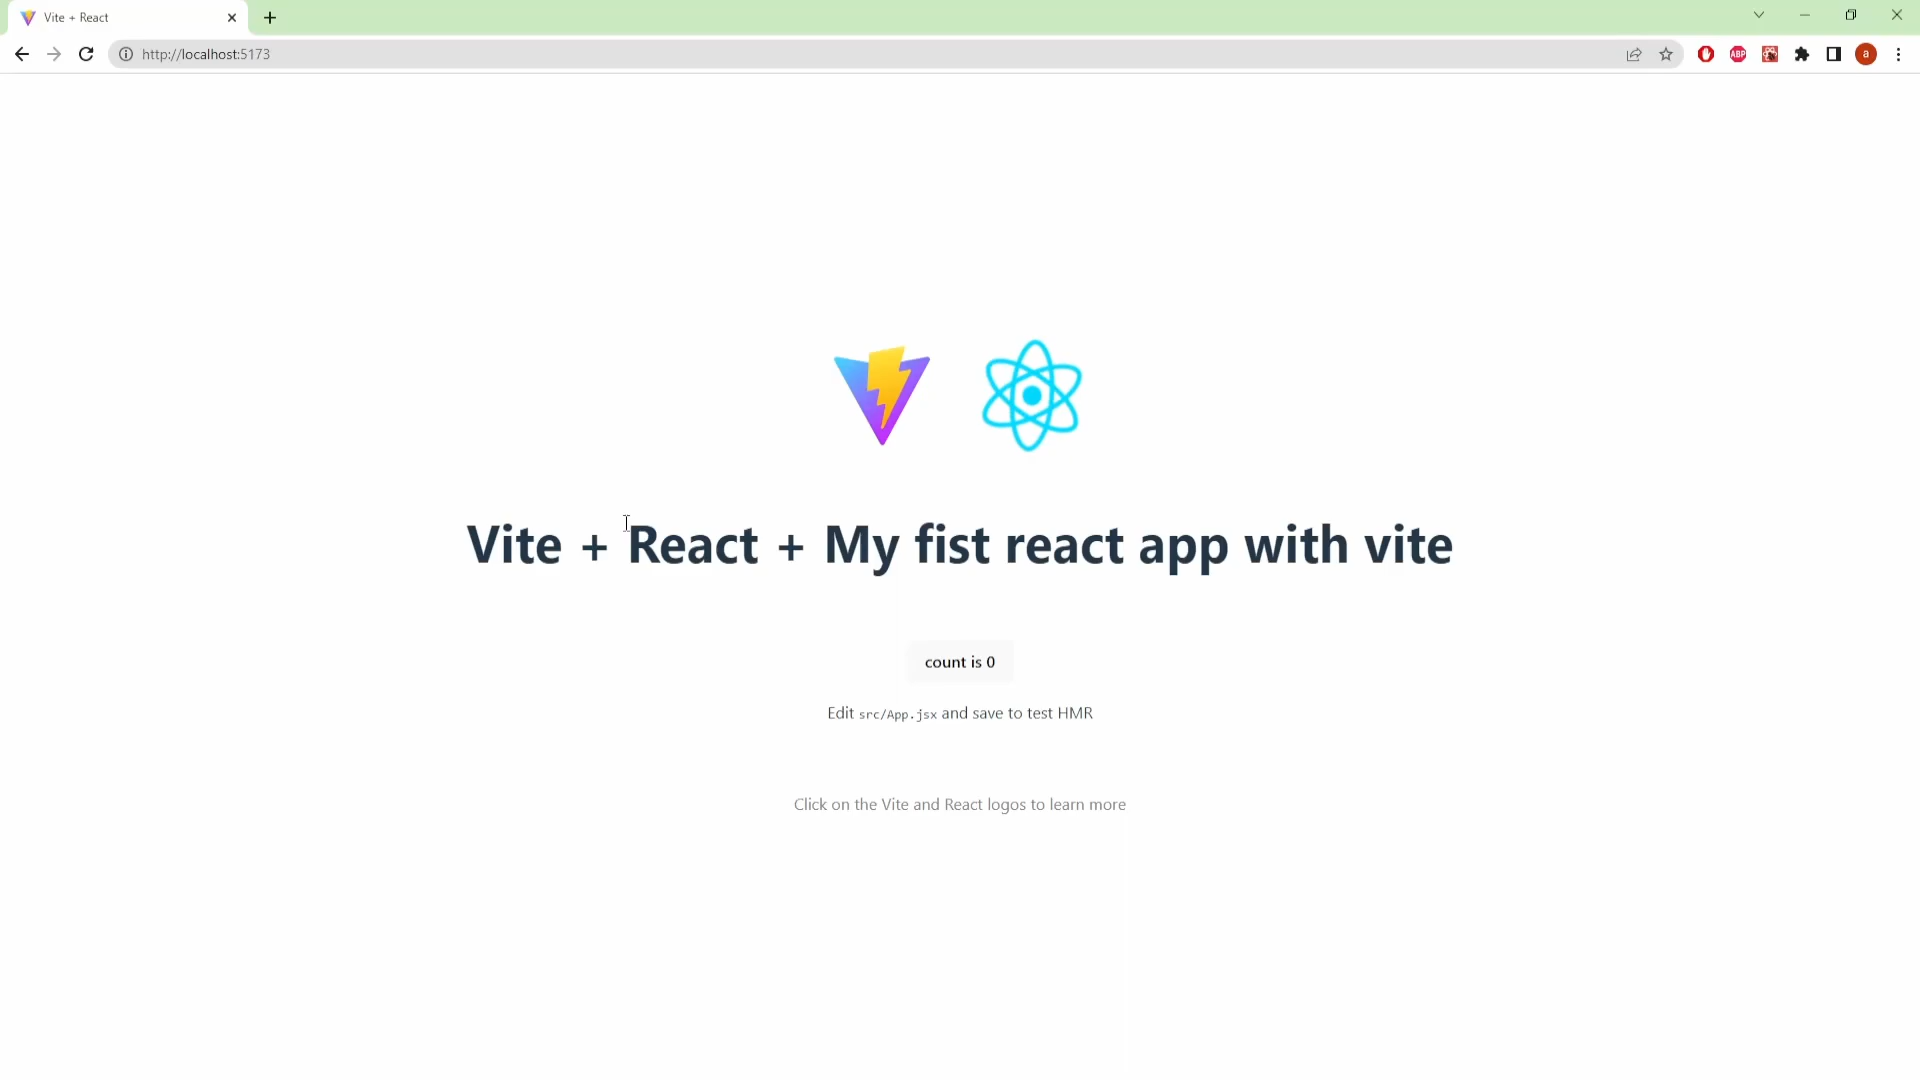 Vite + React
http://localhost:5173
ABP
a
Vite + React + My fist react app with vite
count is 0
Edit src/App.jsx and save to test HMR
Click on the Vite and React logos to learn more